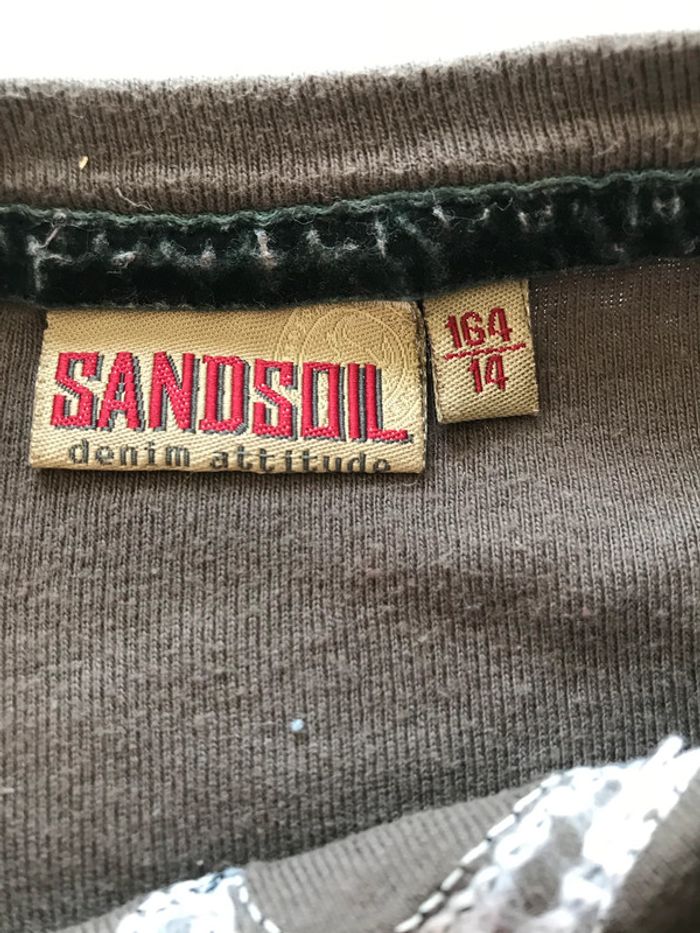 SANDSOIL
denim attitude
164
14